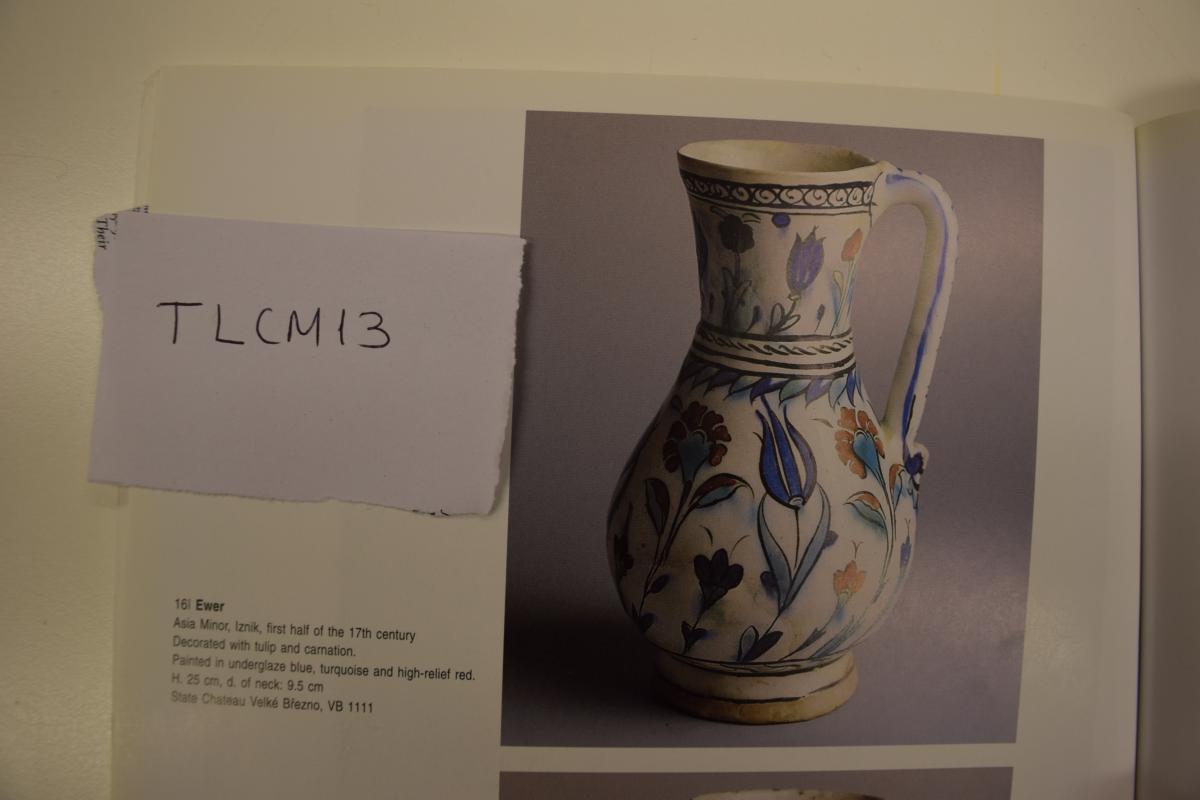 Their
TLCM13
16| Ewer
Asia Minor, Iznik, first half of the 17th century
Decorated with tulip and carnation.
Painted in underglaze blue, turquoise and high-relief red.
H. 25 cm, d. of neck: 9.5 cm
State Chateau Velké Březno, VB 1111